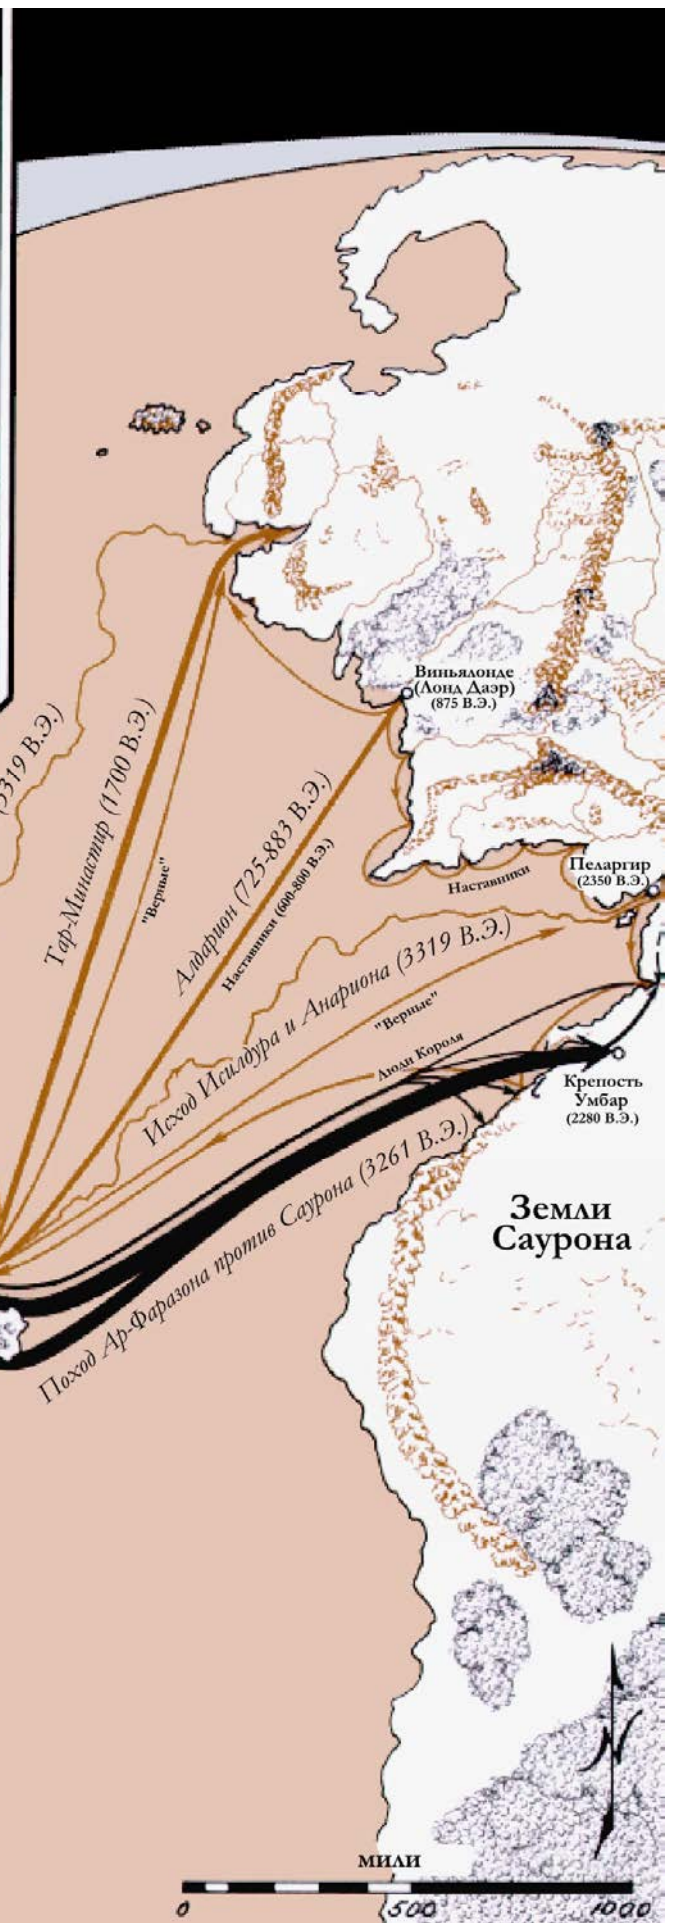 Виньялонде
(Лонд Даэр)
(875 В.Э.)
3319 В.Э.)
Тар-Минастир (1700 В.Э.)
"Верные"
Алдарион (725-883 В.Э.)
Наставники (600-800 В.Э.)
Наставники
Пеларгир
(2350 В.Э.)
Исход Исилдура и Анариона (3319 В.Э.)
"Верные"
Люди Короля
Крепость
Умбар
(2280 В.Э.)
Поход Ар-Фаразона против Саурона (3261 В.Э.)
Земли
Саурона
N
мили
0 500 1000